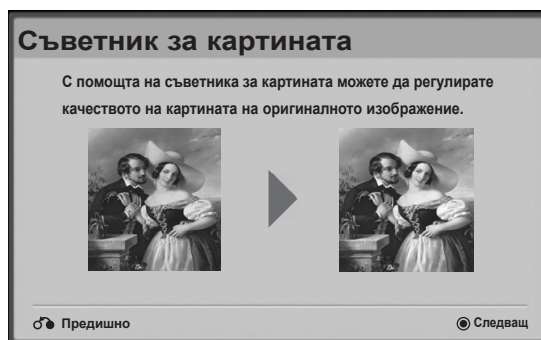 Съветник за картината
С помощта на съветника за картината можете да регулирате
качеството на картината на оригиналното изображение.
Предишно
Следващ